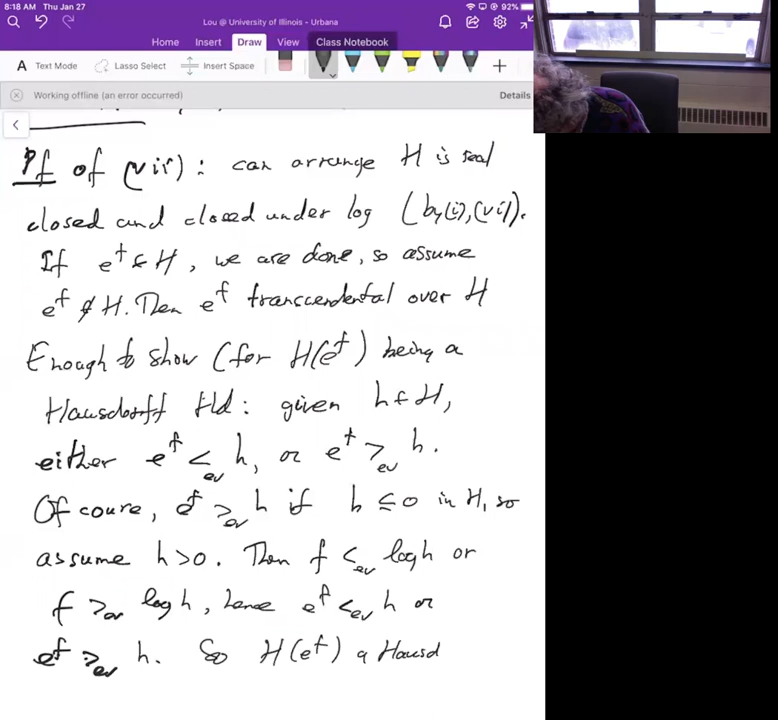 8:18 AM Thu Jan 27
92%
Lou @ University of Illinois - Urbana
Home Insert Draw View Class Notebook
A Text Mode Lasso Select Insert Space
Working offline (an error occurred) Details
Pf of (vii): can arrange H is real
closed and closed under log (by (i), (vi)).
If e^f ∈ H, we are done, so assume
e^f ∉ H. Then e^f transcendental over H
Enough to show (for H(e^f) being a
Hausdorff fld: given h ∈ H,
either e^f <_ev h, or e^f >_ev h.
Of coure, e^f >_ev h if h ≤ 0 in H, so
assume h>0. Then f <_ev log h or
f >_ev log h, hence e^f <_ev h or
e^f >_ev h. So H(e^f) a Hausd